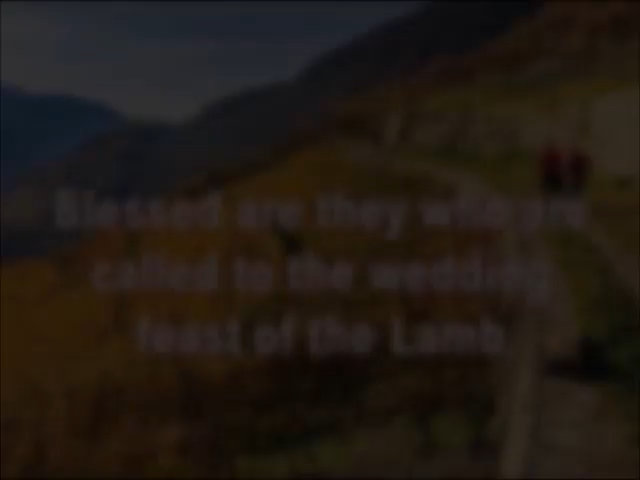 Blessed are they who are
called to the wedding
feast of the Lamb